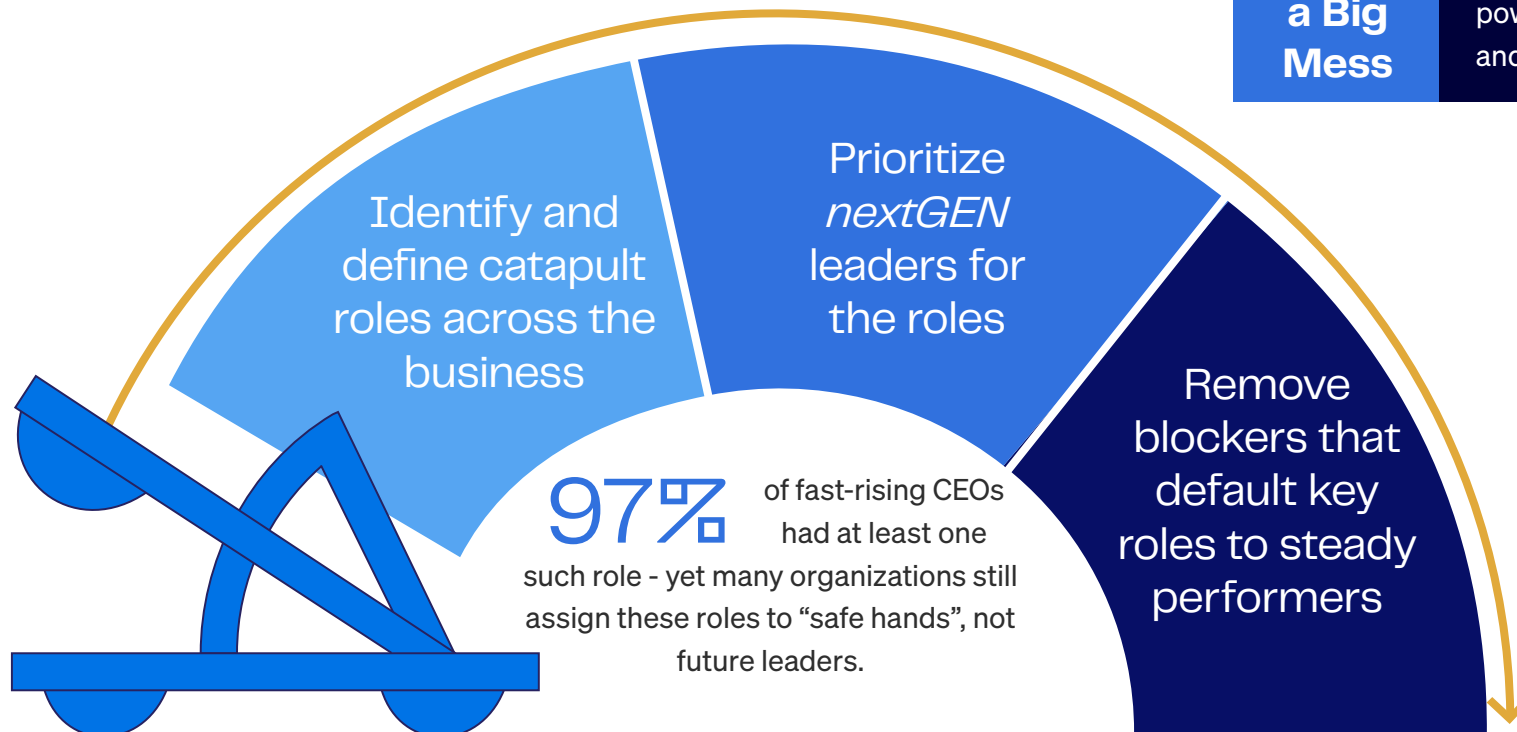 a Big
Mess
Identify and
define catapult
roles across the
business
Prioritize
nextGEN
leaders for
the roles
Remove
blockers that
default key
roles to steady
performers
97% of fast-rising CEOs
had at least one
such role - yet many organizations still
assign these roles to “safe hands”, not
future leaders.